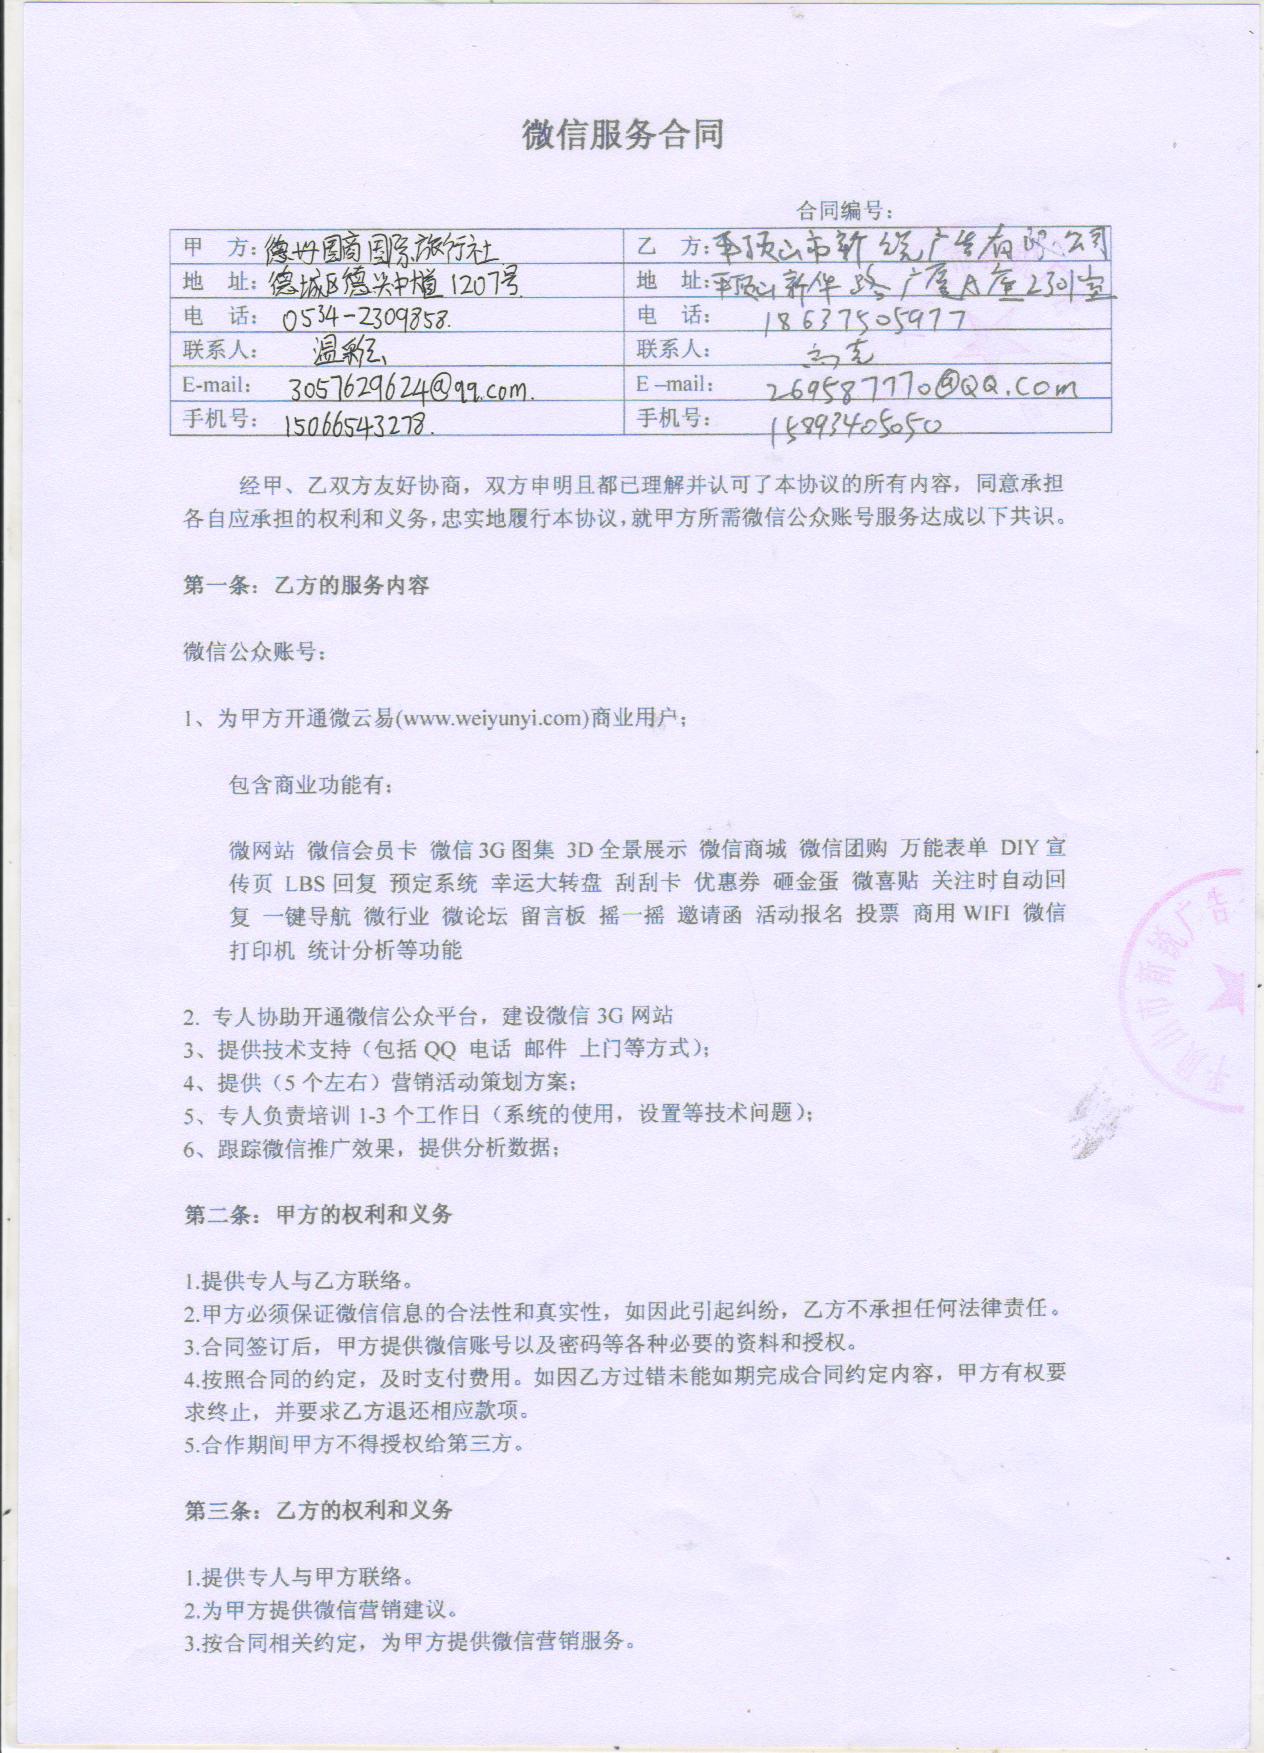 微信服务合同
合同编号：
甲　方：德州国商国际旅行社
乙　方：平顶山市新统广告有限公司
地　址：德城区德兴中 1207号
地　址：平顶山新华路广厦A座2301室
电　话：0534-2309858.
电　话：18637505977
联系人：温彩
联系人：
E-mail：3057629624@qq.com.
E–mail：269587770@QQ.com
手机号：15066543278.
手机号：15893405050
经甲、乙双方友好协商，双方申明且都已理解并认可了本协议的所有内容，同意承担
各自应承担的权利和义务，忠实地履行本协议，就甲方所需微信公众账号服务达成以下共识。
第一条：乙方的服务内容
微信公众账号：
1、为甲方开通微云易(www.weiyunyi.com)商业用户；
包含商业功能有：
微网站 微信会员卡 微信3G图集 3D全景展示 微信商城 微信团购 万能表单 DIY宣
传页 LBS回复 预定系统 幸运大转盘 刮刮卡 优惠券 砸金蛋 微喜贴 关注时自动回
复 一键导航 微行业 微论坛 留言板 摇一摇 邀请函 活动报名 投票 商用WIFI 微信
打印机 统计分析等功能
2. 专人协助开通微信公众平台，建设微信3G网站
3、提供技术支持（包括QQ 电话 邮件 上门等方式）；
4、提供（5个左右）营销活动策划方案；
5、专人负责培训1-3个工作日（系统的使用，设置等技术问题）；
6、跟踪微信推广效果，提供分析数据；
平顶山市新统广告
第二条：甲方的权利和义务
1.提供专人与乙方联络。
2.甲方必须保证微信信息的合法性和真实性，如因此引起纠纷，乙方不承担任何法律责任。
3.合同签订后，甲方提供微信账号以及密码等各种必要的资料和授权。
4.按照合同的约定，及时支付费用。如因乙方过错未能如期完成合同约定内容，甲方有权要
求终止，并要求乙方退还相应款项。
5.合作期间甲方不得授权给第三方。
第三条：乙方的权利和义务
1.提供专人与甲方联络。
2.为甲方提供微信营销建议。
3.按合同相关约定，为甲方提供微信营销服务。